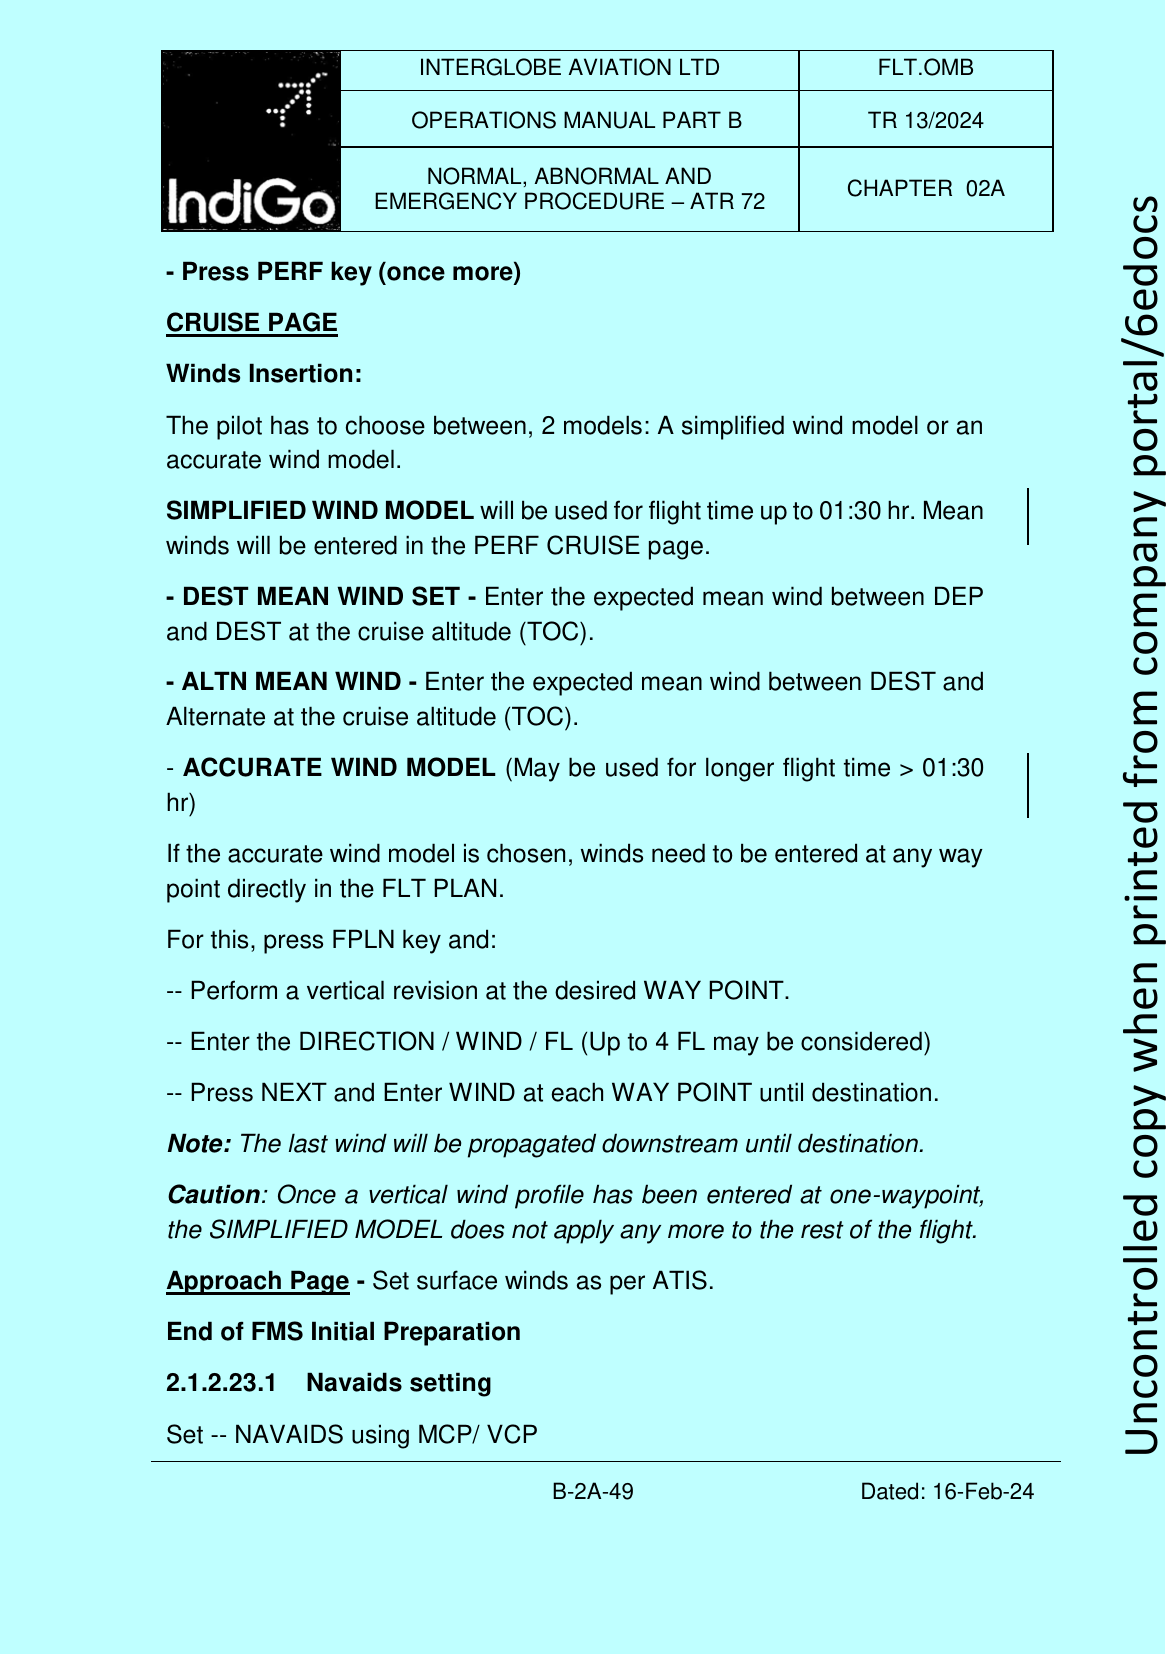 IndiGo
INTERGLOBE AVIATION LTD
FLT.OMB
OPERATIONS MANUAL PART B
TR 13/2024
NORMAL, ABNORMAL AND
EMERGENCY PROCEDURE – ATR 72
CHAPTER 02A
- Press PERF key (once more)
CRUISE PAGE
Winds Insertion:
The pilot has to choose between, 2 models: A simplified wind model or an
accurate wind model.
SIMPLIFIED WIND MODEL will be used for flight time up to 01:30 hr. Mean
winds will be entered in the PERF CRUISE page.
- DEST MEAN WIND SET - Enter the expected mean wind between DEP
and DEST at the cruise altitude (TOC).
- ALTN MEAN WIND - Enter the expected mean wind between DEST and
Alternate at the cruise altitude (TOC).
- ACCURATE WIND MODEL (May be used for longer flight time > 01:30
hr)
If the accurate wind model is chosen, winds need to be entered at any way
point directly in the FLT PLAN.
For this, press FPLN key and:
-- Perform a vertical revision at the desired WAY POINT.
-- Enter the DIRECTION / WIND / FL (Up to 4 FL may be considered)
-- Press NEXT and Enter WIND at each WAY POINT until destination.
Note: The last wind will be propagated downstream until destination.
Caution: Once a vertical wind profile has been entered at one-waypoint,
the SIMPLIFIED MODEL does not apply any more to the rest of the flight.
Approach Page - Set surface winds as per ATIS.
End of FMS Initial Preparation
2.1.2.23.1 Navaids setting
Set -- NAVAIDS using MCP/ VCP
B-2A-49
Dated: 16-Feb-24
Uncontrolled copy when printed from company portal/6edocs